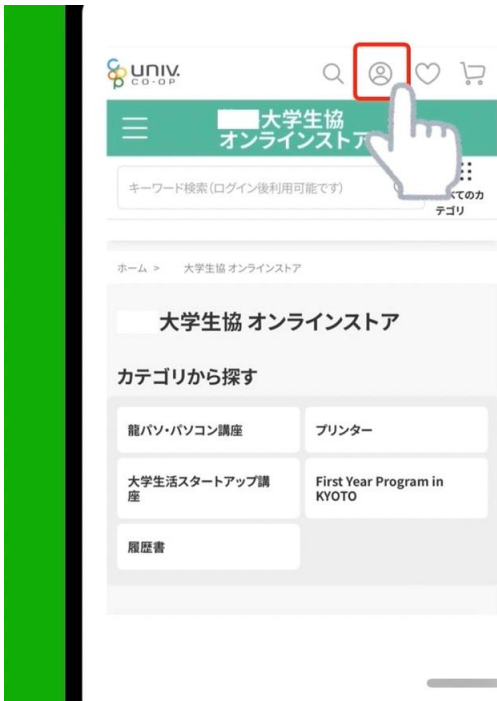 UNIV.
CO-OP
大学生協
オンラインスト
キーワード検索(ログイン後利用可能です)
テゴリ
ホーム > 大学生協 オンラインストア
大学生協 オンラインストア
カテゴリから探す
龍パソ・パソコン講座
プリンター
大学生活スタートアップ講
座
First Year Program in
KYOTO
履歴書